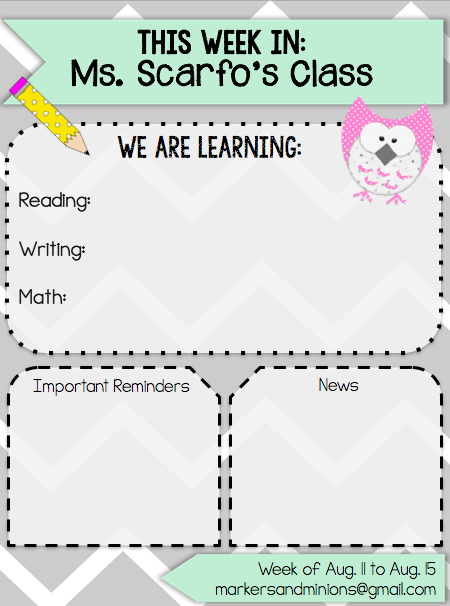 THIS WEEK IN:
Ms. Scarfo's Class
WE ARE LEARNING:
Reading:
Writing:
Math:
Important Reminders
News
Week of Aug. 11 to Aug. 15
markersandminions@gmail.com